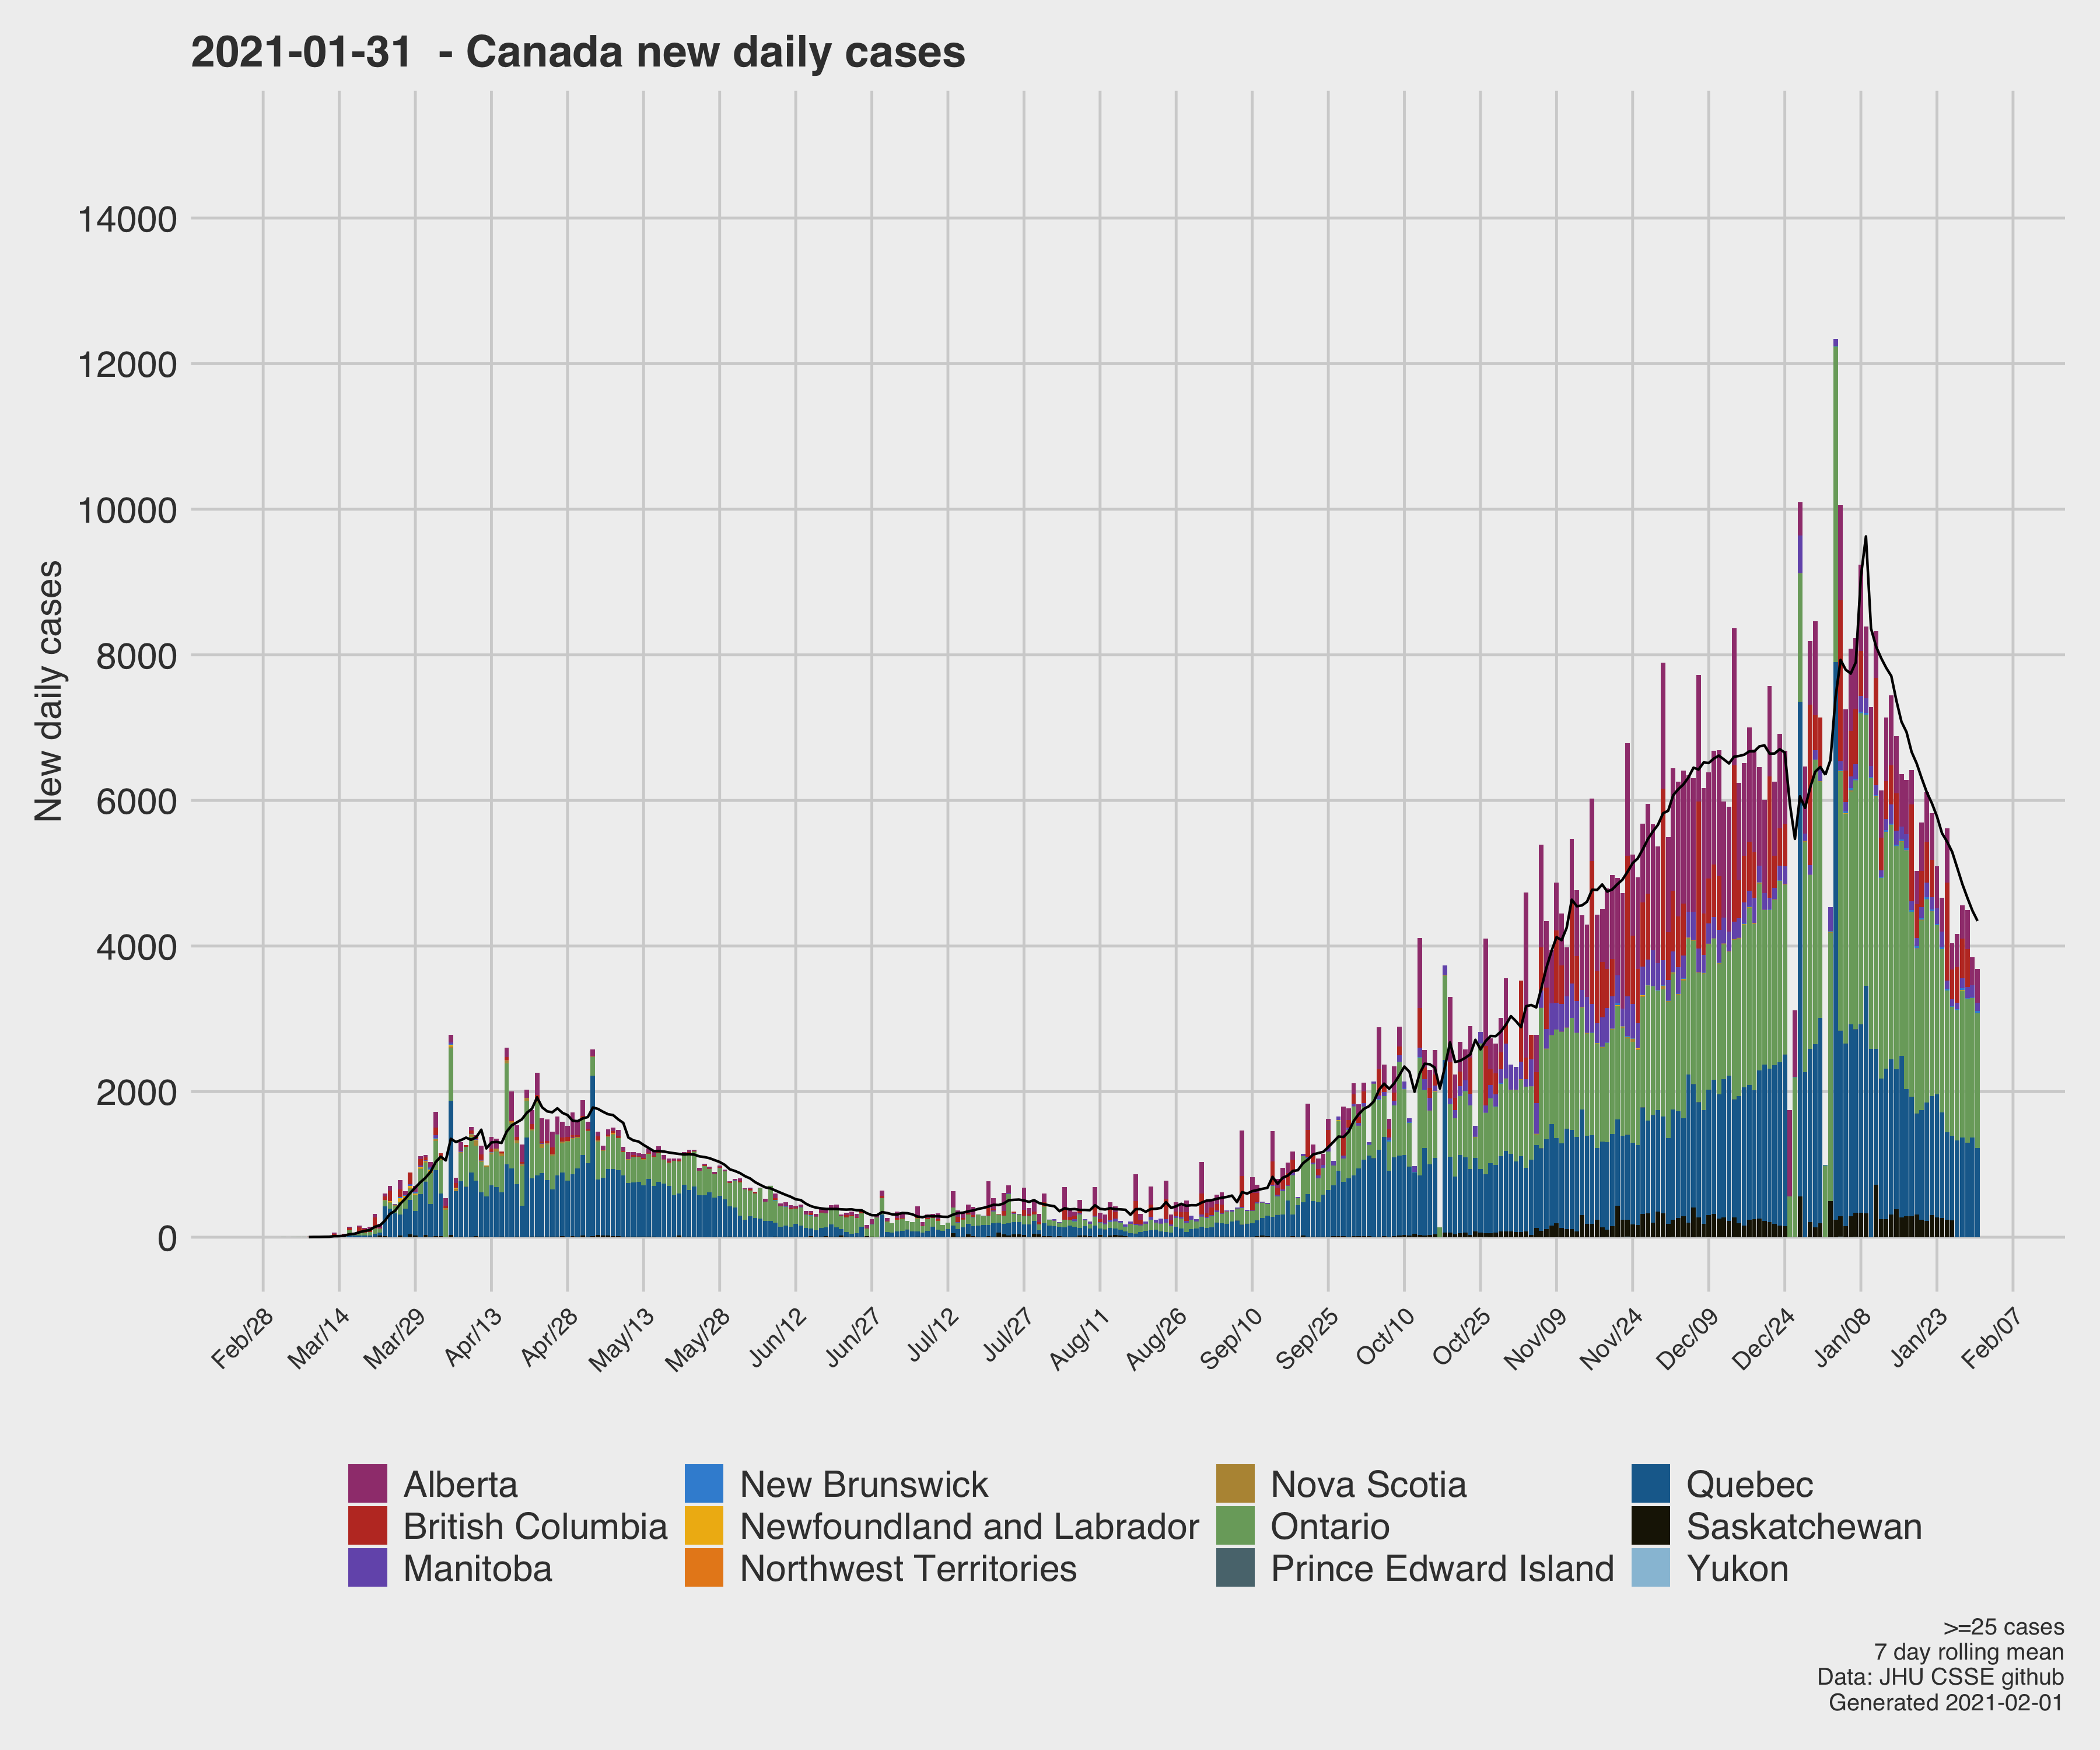 2021-01-31 - Canada new daily cases
New daily cases
14000
12000
10000
8000
6000
4000
2000
0
Feb/28
Mar/14
Mar/29
Apr/13
Apr/28
May/13
May/28
Jun/12
Jun/27
Jul/12
Jul/27
Aug/11
Aug/26
Sep/10
Sep/25
Oct/10
Oct/25
Nov/09
Nov/24
Dec/09
Dec/24
Jan/08
Jan/23
Feb/07
Alberta New Brunswick Nova Scotia Quebec
British Columbia Newfoundland and Labrador Ontario Saskatchewan
Manitoba Northwest Territories Prince Edward Island Yukon
>=25 cases
7 day rolling mean
Data: JHU CSSE github
Generated 2021-02-01